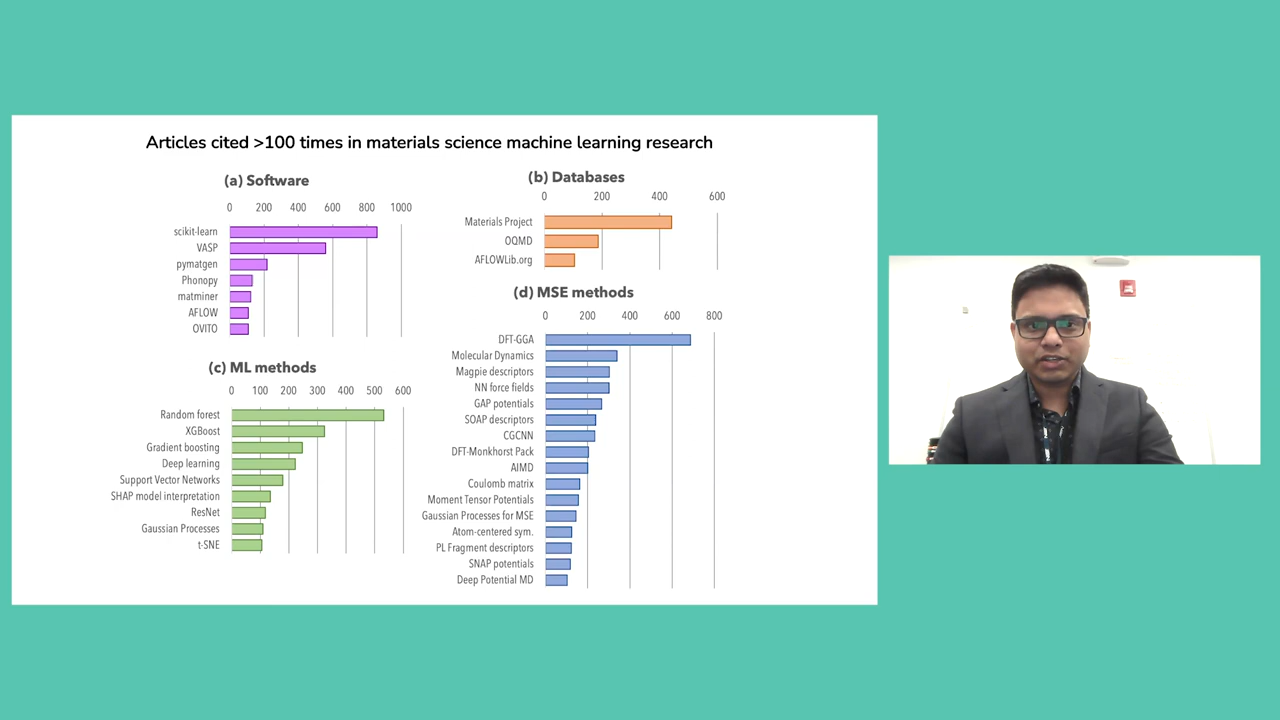 Articles cited >100 times in materials science machine learning research
(a) Software
0 200 400 600 800 1000
scikit-learn
VASP
pymatgen
Phonopy
matminer
AFLOW
OVITO
(b) Databases
0 200 400 600
Materials Project
OQMD
AFLOWLib.org
(c) ML methods
0 100 200 300 400 500 600
Random forest
XGBoost
Gradient boosting
Deep learning
Support Vector Networks
SHAP model interpretation
ResNet
Gaussian Processes
t-SNE
(d) MSE methods
0 200 400 600 800
DFT-GGA
Molecular Dynamics
Magpie descriptors
NN force fields
GAP potentials
SOAP descriptors
CGCNN
DFT-Monkhorst Pack
AIMD
Coulomb matrix
Moment Tensor Potentials
Gaussian Processes for MSE
Atom-centered sym.
PL Fragment descriptors
SNAP potentials
Deep Potential MD